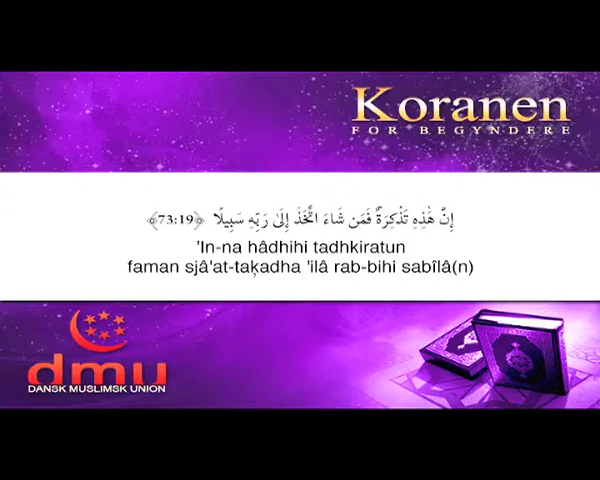 Koranen
FOR BEGYNDERE
إِنَّ هَٰذِهِ تَذْكِرَةٌ فَمَن شَاءَ اتَّخَذَ إِلَىٰ رَبِّهِ سَبِيلًا ﴿73:19﴾
'In-na hâdhihi tadhkiratun
faman sjâ'at-taķadha 'ilâ rab-bihi sabîlâ(n)
dmu
DANSK MUSLIMSK UNION